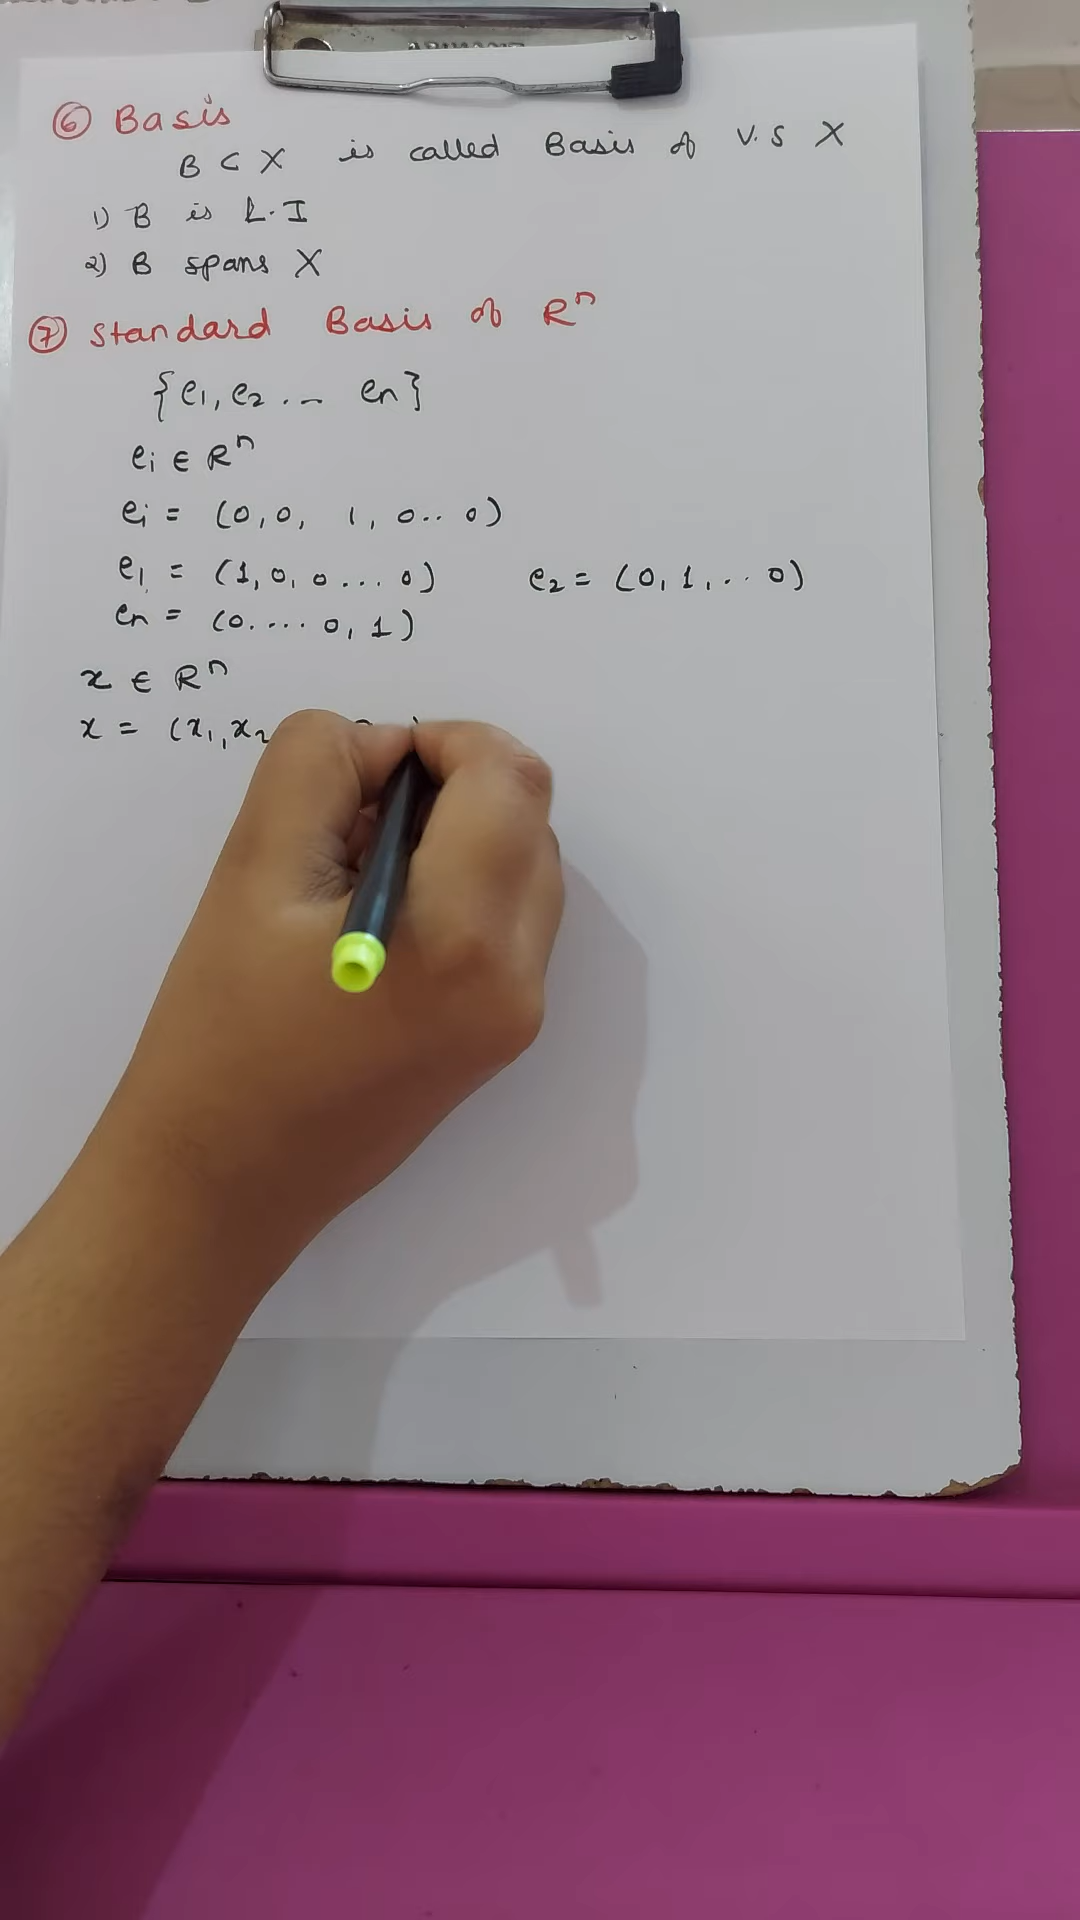 ⑥ Basis
B ⊂ X is called Basis of V.S X
1) B is L.I
2) B spans X
⑦ Standard Basis of Rⁿ
{e₁, e₂ ... eₙ}
eᵢ ∈ Rⁿ
eᵢ = (0,0, 1, 0.. 0)
e₁ = (1,0,0...0) e₂ = (0,1,..0)
eₙ = (0....0,1)
x ∈ Rⁿ
x = (x₁,x₂